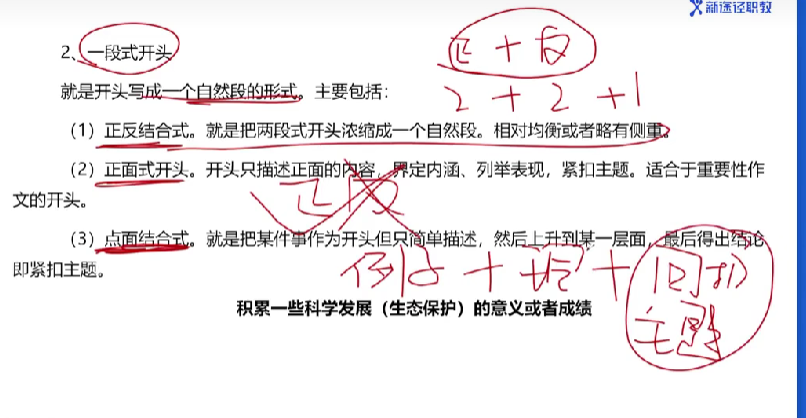 新途径职教
2、一段式开头
正+反
就是开头写成一个自然段的形式。主要包括：
2+2+1
（1）正反结合式。就是把两段式开头浓缩成一个自然段。相对均衡或者略有侧重。
（2）正面式开头。开头只描述正面的内容，界定内涵、列举表现，紧扣主题。适合于重要性作
文的开头。
正 反
（3）点面结合式。就是把某件事作为开头但只简单描述，然后上升到某一层面，最后得出结论
即紧扣主题。
例子+ +回扣
主题
积累一些科学发展（生态保护）的意义或者成绩